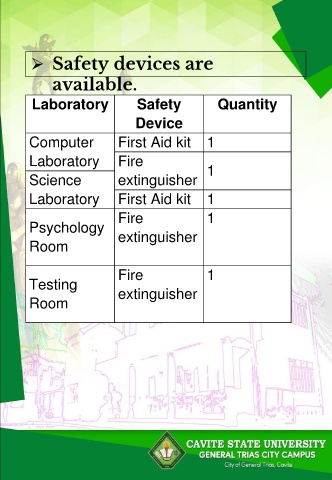 ➢ Safety devices are
available.
Laboratory Safety Device Quantity
Computer Laboratory First Aid kit 1
Science Laboratory Fire extinguisher 1
First Aid kit 1
Psychology Room Fire extinguisher 1
Testing Room Fire extinguisher 1
CAVITE STATE UNIVERSITY
GENERAL TRIAS CITY CAMPUS
City of General Trias, Cavite